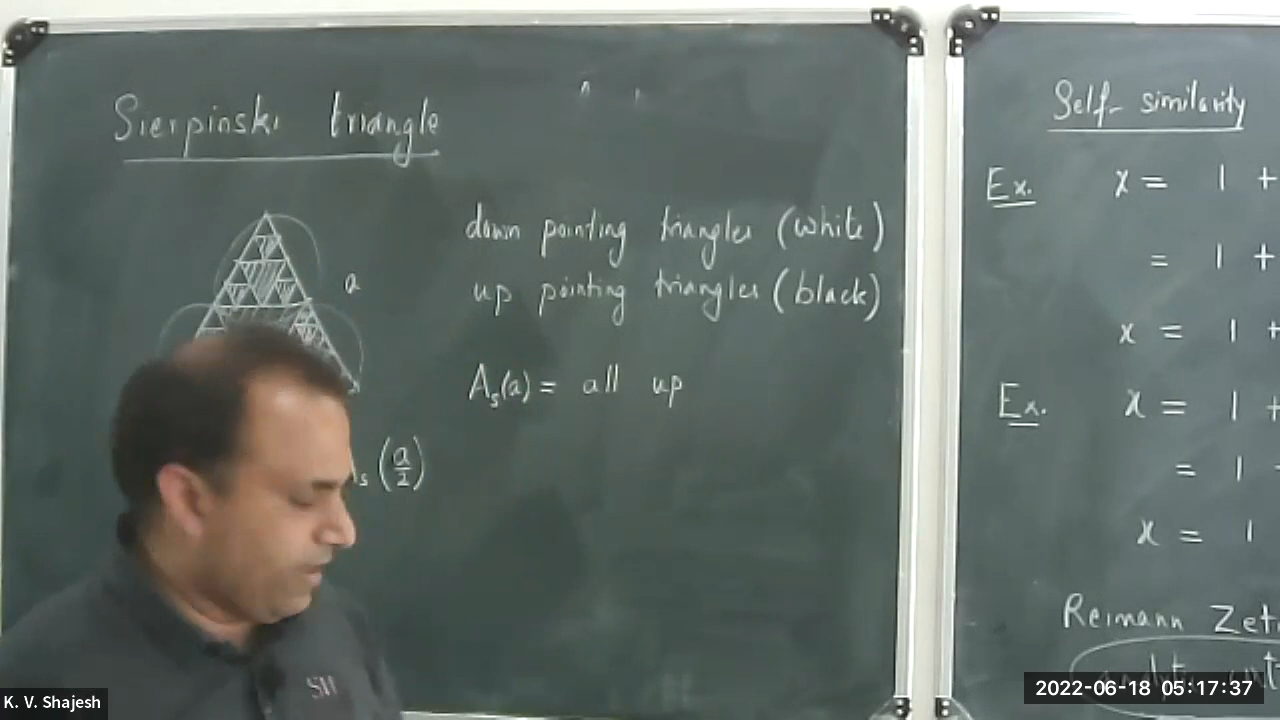 Sierpinski triangle
down pointing triangles (white)
up pointing triangles (black)
a
A_s(a) = all up
s (a/2)
Self-similarity
Ex. x = 1 +
= 1 +
x = 1 +
Ex. x = 1 +
= 1
x = 1
Reimann Zet
K. V. Shajesh
2022-06-18 05:17:37